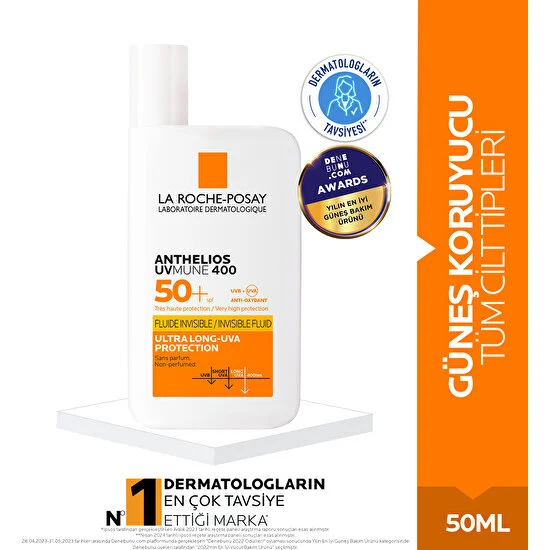 LA ROCHE-POSAY
LABORATOIRE DERMATOLOGIQUE
ANTHELIOS
UVMUNE 400
50+ spf
UVB + UVA
ANTI-OXYDANT
Très haute protection / Very high protection
FLUIDE INVISIBLE / INVISIBLE FLUID
ULTRA LONG-UVA
PROTECTION
Sans parfum.
Non-perfumed.
UVB
SHORT
UVA
LONG
UVA
400NM
DERMATOLOGLARIN
TAVSİYESİ**
DENE
BUNU
.COM
AWARDS
YILIN EN İYİ
GÜNEŞ BAKIM
ÜRÜNÜ
GÜNEŞ KORUYUCU
TÜM CİLT TİPLERİ
50ML
No 1
DERMATOLOGLARIN
EN ÇOK TAVSİYE
ETTİĞİ MARKA*